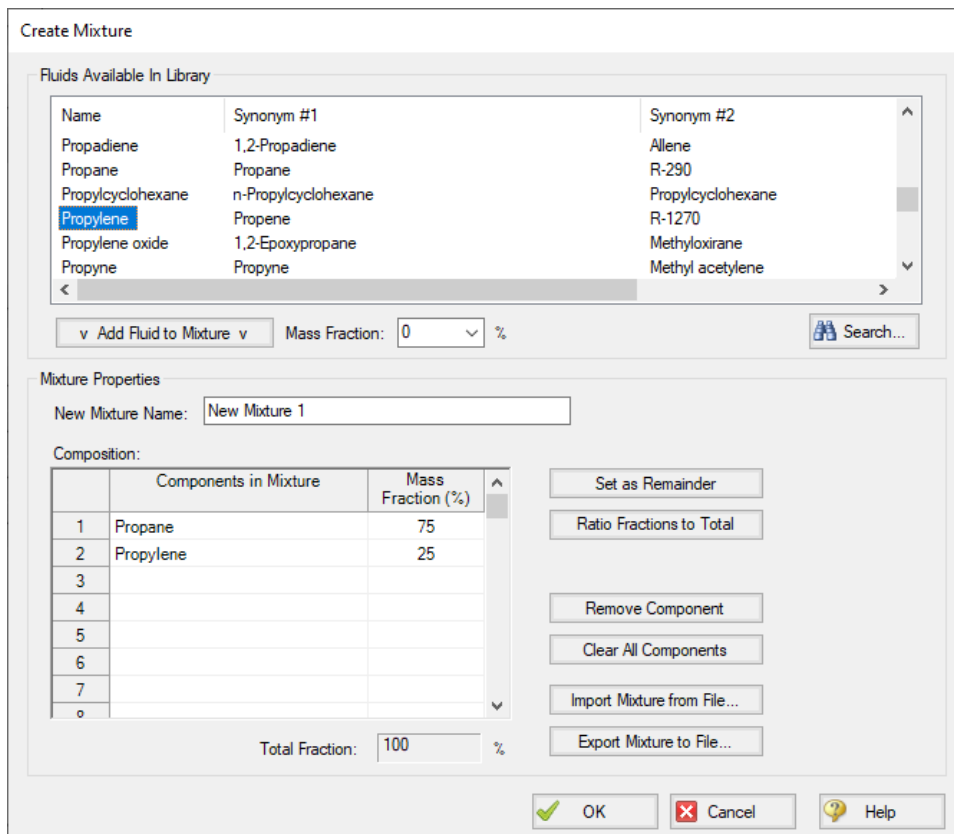 Create Mixture
Fluids Available In Library
Name Synonym #1 Synonym #2
Propadiene 1,2-Propadiene Allene
Propane Propane R-290
Propylcyclohexane n-Propylcyclohexane Propylcyclohexane
Propylene Propene R-1270
Propylene oxide 1,2-Epoxypropane Methyloxirane
Propyne Propyne Methyl acetylene
v Add Fluid to Mixture v Mass Fraction: 0 % Search...
Mixture Properties
New Mixture Name: New Mixture 1
Composition:
Components in Mixture Mass Fraction (%)
1 Propane 75
2 Propylene 25
3
4
5
6
7
8
Total Fraction: 100 %
Set as Remainder
Ratio Fractions to Total
Remove Component
Clear All Components
Import Mixture from File...
Export Mixture to File...
OK Cancel Help